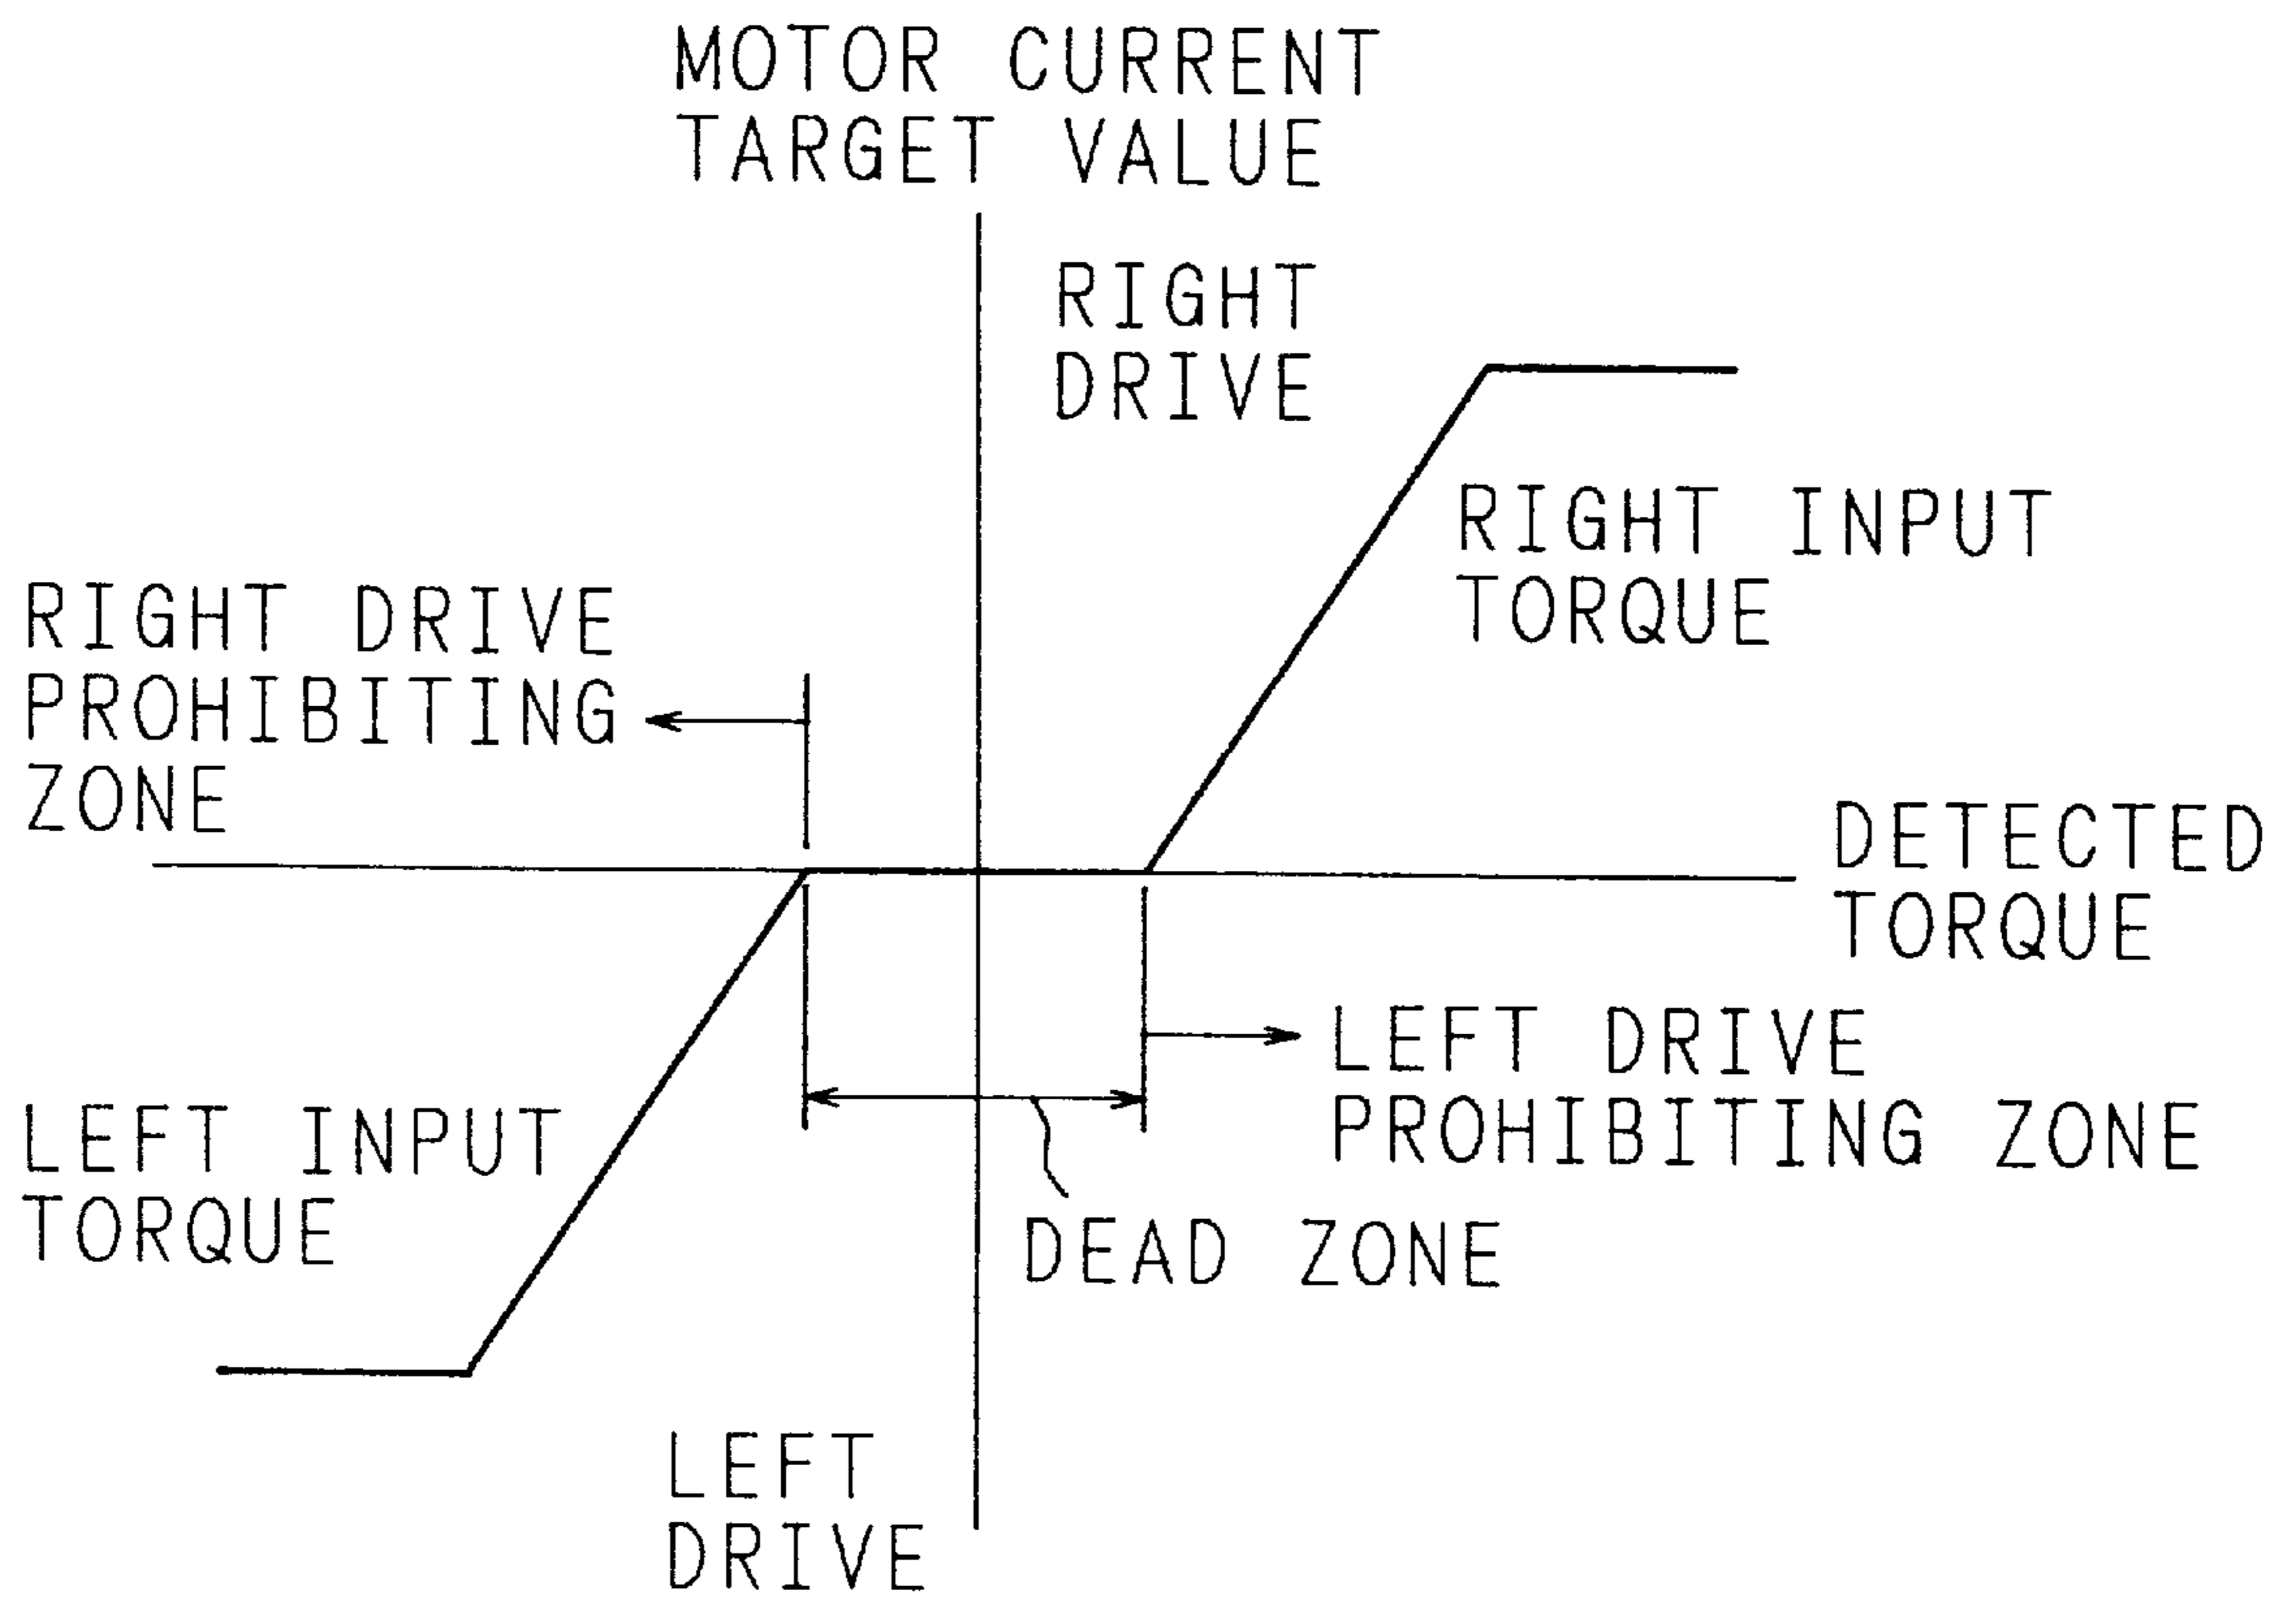 MOTOR CURRENT
TARGET VALUE
RIGHT
DRIVE
RIGHT INPUT
TORQUE
RIGHT DRIVE
PROHIBITING
ZONE
DETECTED
TORQUE
LEFT DRIVE
PROHIBITING ZONE
LEFT INPUT
TORQUE
DEAD ZONE
LEFT
DRIVE